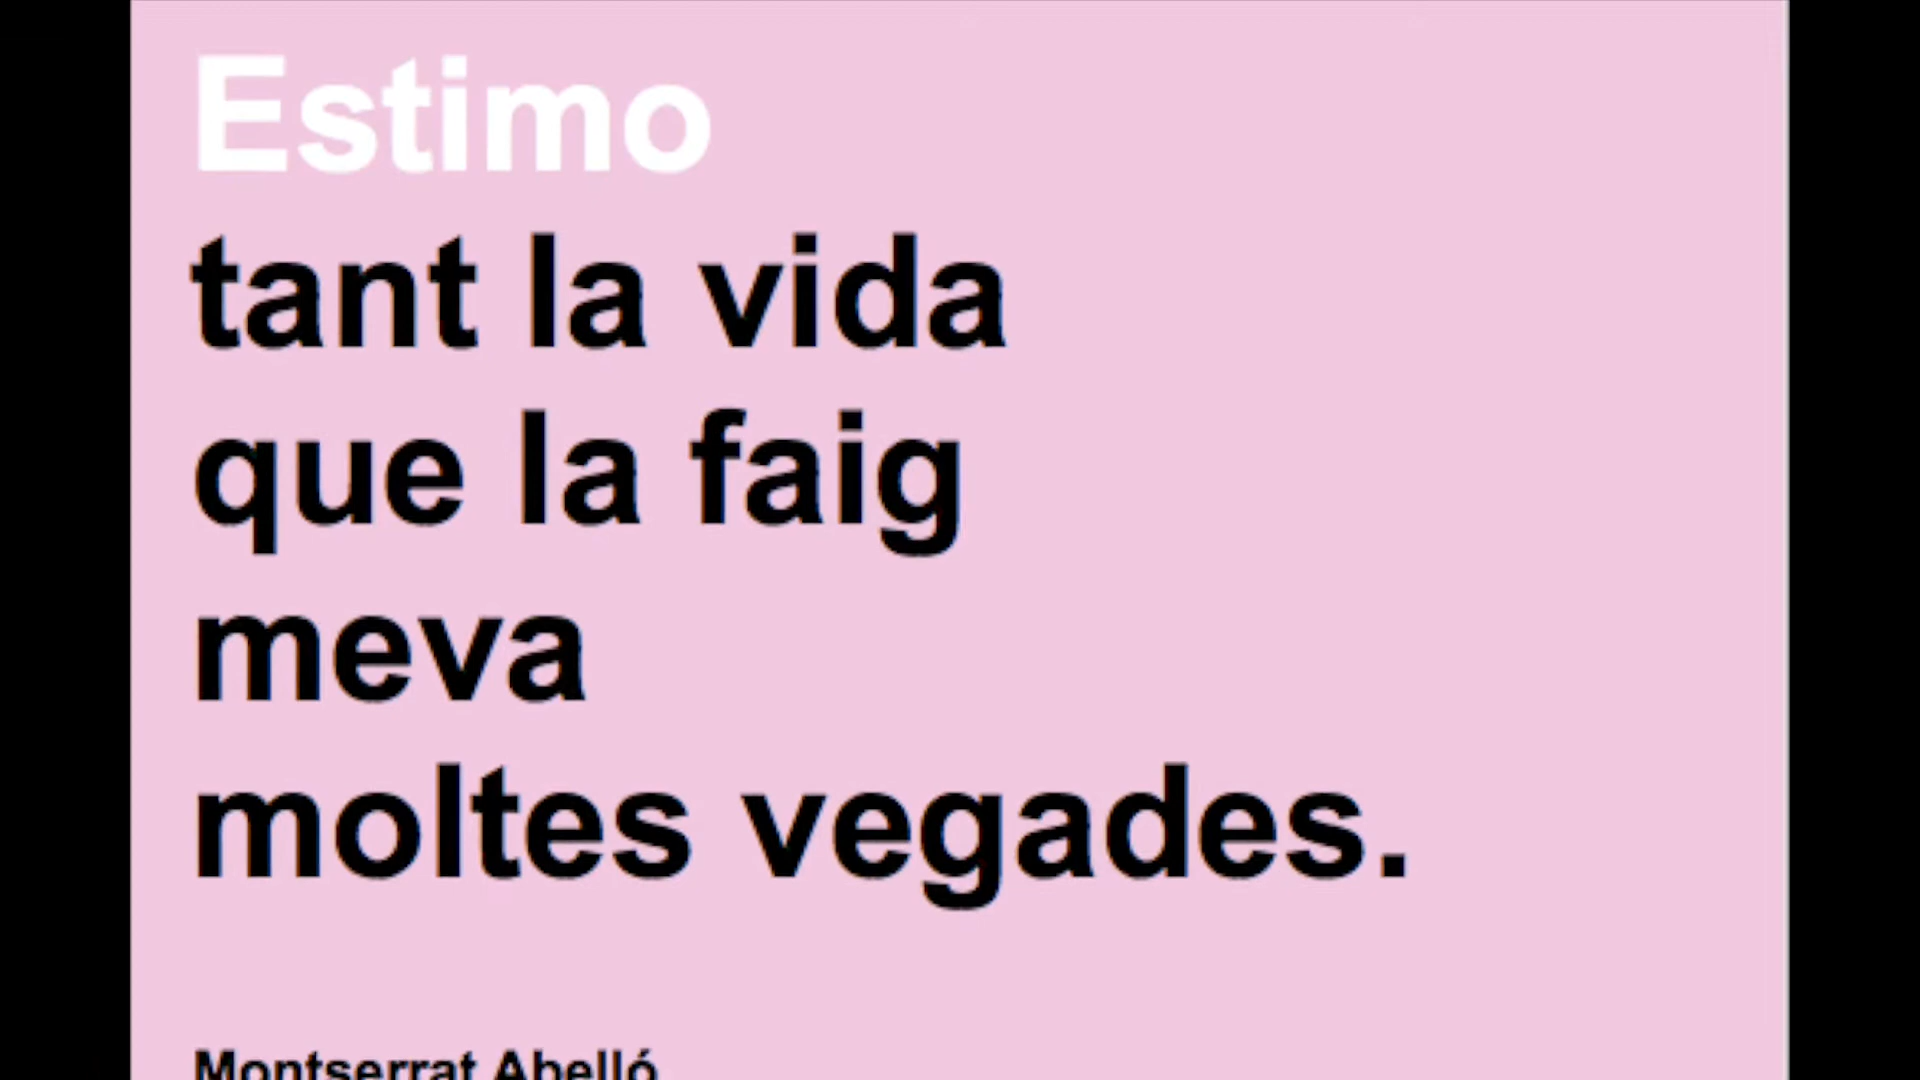 Estimo
tant la vida
que la faig
meva
moltes vegades.
Montserrat Abelló